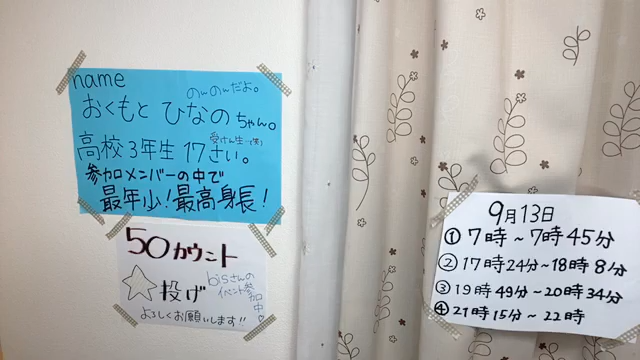 name
のんのんだよ。
おくもと ひなの ちゃん。
受けん生(笑)
高校3年生 17さい。
参加メンバーの中で
最年少!最高身長!
50カウント
☆投げ
bisさんの
イベント参加中♡
よろしくお願いします!!
9月13日
① 7時~7時45分
② 17時24分~18時8分
③ 19時49分~20時34分
④ 21時15分~22時